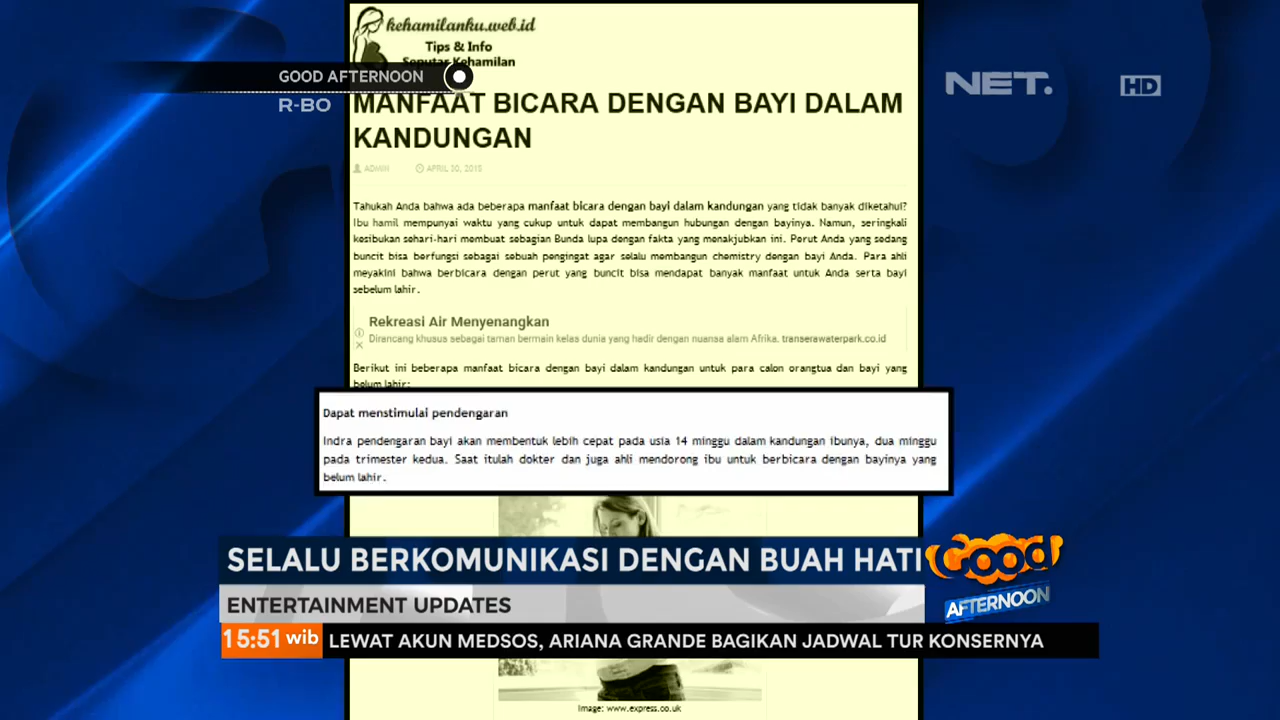 kehamilanku.web.id
Tips & Info
Seputar Kehamilan
GOOD AFTERNOON
R-BO
NET.
HD
MANFAAT BICARA DENGAN BAYI DALAM
KANDUNGAN
ADMIN APRIL 30, 2015
Tahukah Anda bahwa ada beberapa manfaat bicara dengan bayi dalam kandungan yang tidak banyak diketahui?
Ibu hamil mempunyai waktu yang cukup untuk dapat membangun hubungan dengan bayinya. Namun, seringkali
kesibukan sehari-hari membuat sebagian Bunda lupa dengan fakta yang menakjubkan ini. Perut Anda yang sedang
buncit bisa berfungsi sebagai sebuah pengingat agar selalu membangun chemistry dengan bayi Anda. Para ahli
meyakini bahwa berbicara dengan perut yang buncit bisa mendapat banyak manfaat untuk Anda serta bayi
sebelum lahir.
Rekreasi Air Menyenangkan
Dirancang khusus sebagai taman bermain kelas dunia yang hadir dengan nuansa alam Afrika. transerawaterpark.co.id
Berikut ini beberapa manfaat bicara dengan bayi dalam kandungan untuk para calon orangtua dan bayi yang
belum lahir:
Dapat menstimulai pendengaran
Indra pendengaran bayi akan membentuk lebih cepat pada usia 14 minggu dalam kandungan ibunya, dua minggu
pada trimester kedua. Saat itulah dokter dan juga ahli mendorong ibu untuk berbicara dengan bayinya yang
belum lahir.
SELALU BERKOMUNIKASI DENGAN BUAH HATI
Good
AFTERNOON
ENTERTAINMENT UPDATES
15:51 wib LEWAT AKUN MEDSOS, ARIANA GRANDE BAGIKAN JADWAL TUR KONSERNYA
Image: www.express.co.uk